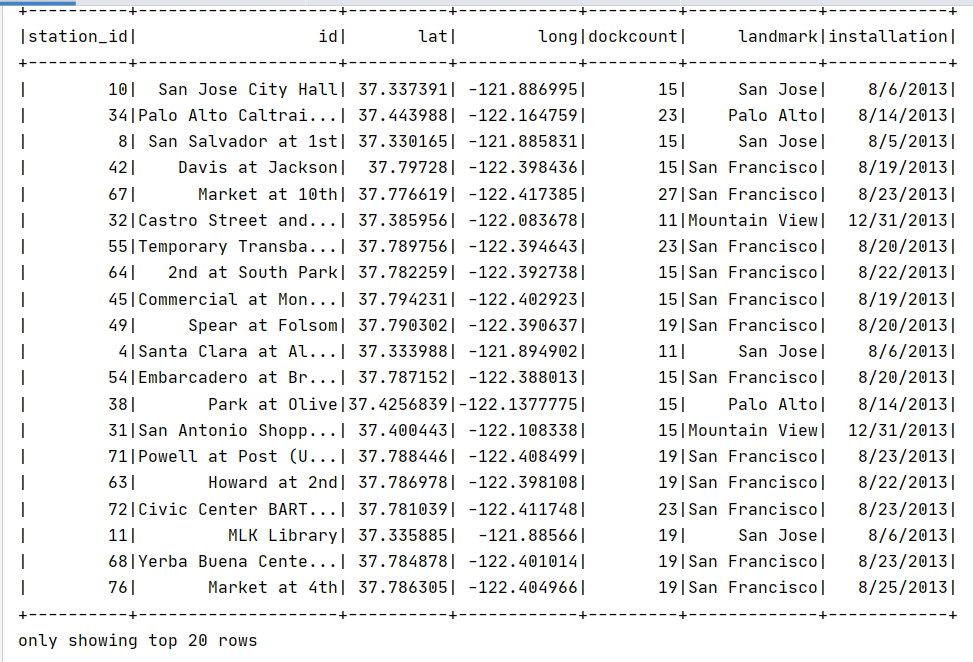 +----------+--------------------+----------+------------+---------+-------------+------------+
|station_id|                  id|       lat|        long|dockcount|     landmark|installation|
+----------+--------------------+----------+------------+---------+-------------+------------+
|        10|  San Jose City Hall| 37.337391| -121.886995|       15|     San Jose|    8/6/2013|
|        34|Palo Alto Caltrai...| 37.443988| -122.164759|       23|    Palo Alto|   8/14/2013|
|         8| San Salvador at 1st| 37.330165| -121.885831|       15|     San Jose|    8/5/2013|
|        42|    Davis at Jackson|  37.79728| -122.398436|       15|San Francisco|   8/19/2013|
|        67|      Market at 10th| 37.776619| -122.417385|       27|San Francisco|   8/23/2013|
|        32|Castro Street and...| 37.385956| -122.083678|       11|Mountain View|  12/31/2013|
|        55|Temporary Transba...| 37.789756| -122.394643|       23|San Francisco|   8/20/2013|
|        64|   2nd at South Park| 37.782259| -122.392738|       15|San Francisco|   8/22/2013|
|        45|Commercial at Mon...| 37.794231| -122.402923|       15|San Francisco|   8/19/2013|
|        49|     Spear at Folsom| 37.790302| -122.390637|       19|San Francisco|   8/20/2013|
|         4|Santa Clara at Al...| 37.333988| -121.894902|       11|     San Jose|    8/6/2013|
|        54|Embarcadero at Br...| 37.787152| -122.388013|       15|San Francisco|   8/20/2013|
|        38|       Park at Olive|37.4256839|-122.1377775|       15|    Palo Alto|   8/14/2013|
|        31|San Antonio Shopp...| 37.400443| -122.108338|       15|Mountain View|  12/31/2013|
|        71|Powell at Post (U...| 37.788446| -122.408499|       19|San Francisco|   8/23/2013|
|        63|       Howard at 2nd| 37.786978| -122.398108|       19|San Francisco|   8/22/2013|
|        72|Civic Center BART...| 37.781039| -122.411748|       23|San Francisco|   8/23/2013|
|        11|         MLK Library| 37.335885|  -121.88566|       19|     San Jose|    8/6/2013|
|        68|Yerba Buena Cente...| 37.784878| -122.401014|       19|San Francisco|   8/23/2013|
|        76|       Market at 4th| 37.786305| -122.404966|       19|San Francisco|   8/25/2013|
+----------+--------------------+----------+------------+---------+-------------+------------+
only showing top 20 rows